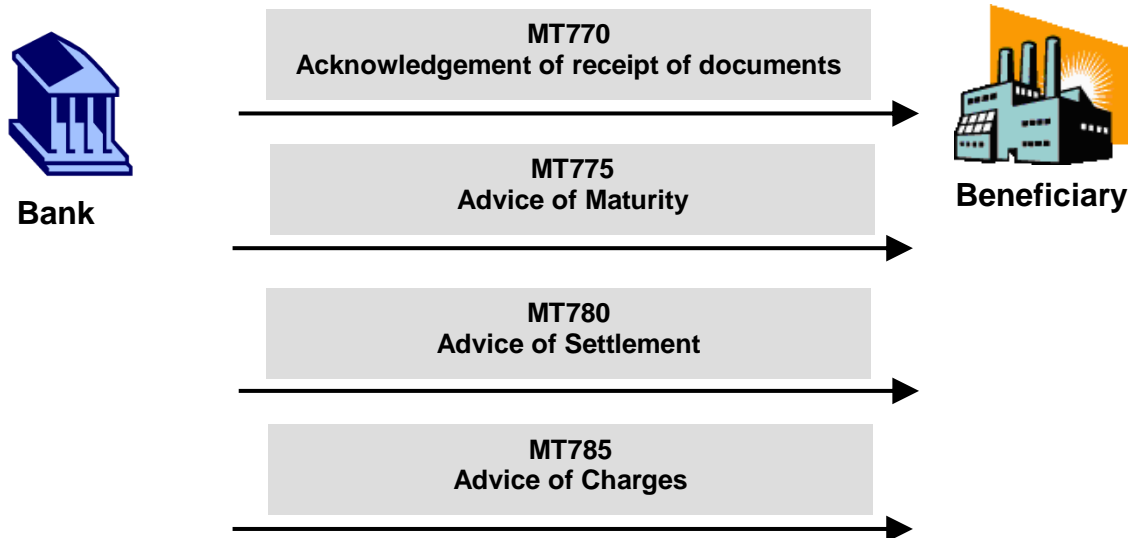 MT770
Acknowledgement of receipt of documents
Bank
MT775
Advice of Maturity
Beneficiary
MT780
Advice of Settlement
MT785
Advice of Charges